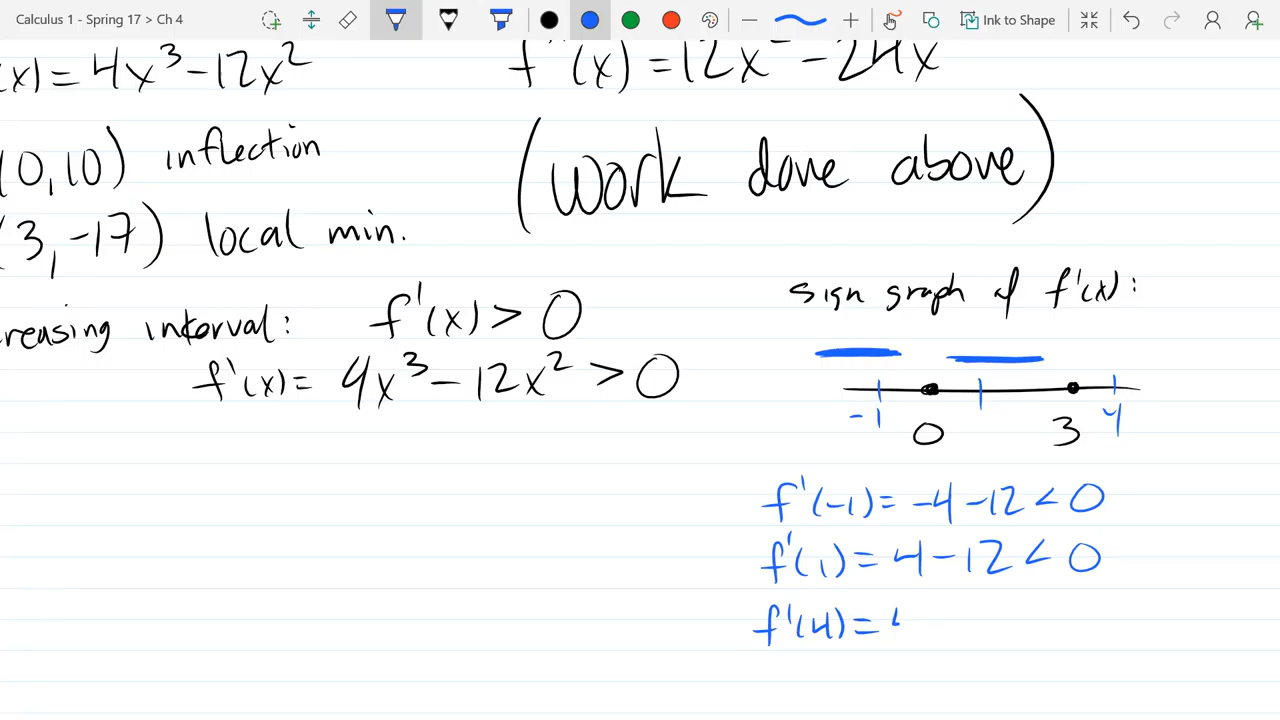 Calculus 1 - Spring 17 > Ch 4
Ink to Shape
(x) = 4x³ - 12x²
f''(x) = 12x² - 24x
(0, 10) inflection
(work done above)
(3, -17) local min.
sign graph of f'(x):
creasing interval: f'(x) > 0
f'(x) = 4x³ - 12x² > 0
-1 0 3 4
f'(-1) = -4 - 12 < 0
f'(1) = 4 - 12 < 0
f'(4) =